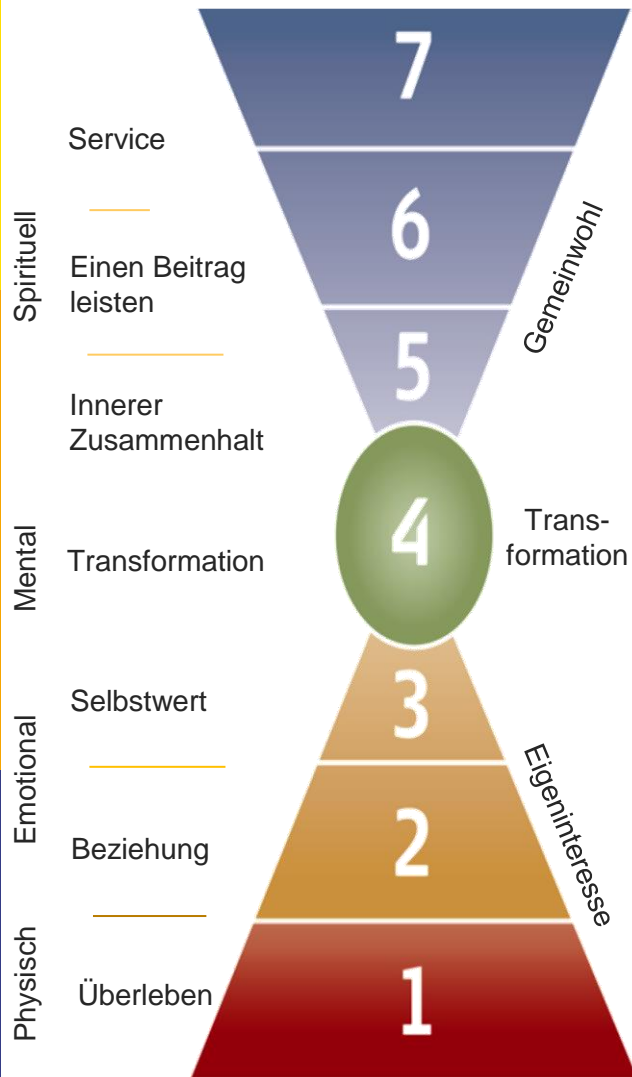 7
Service
6
Spirituell
Gemeinwohl
Einen Beitrag
leisten
5
Innerer
Zusammenhalt
4
Mental
Transformation
Trans-
formation
3
Selbstwert
Emotional
Eigeninteresse
2
Beziehung
Physisch
Überleben
1